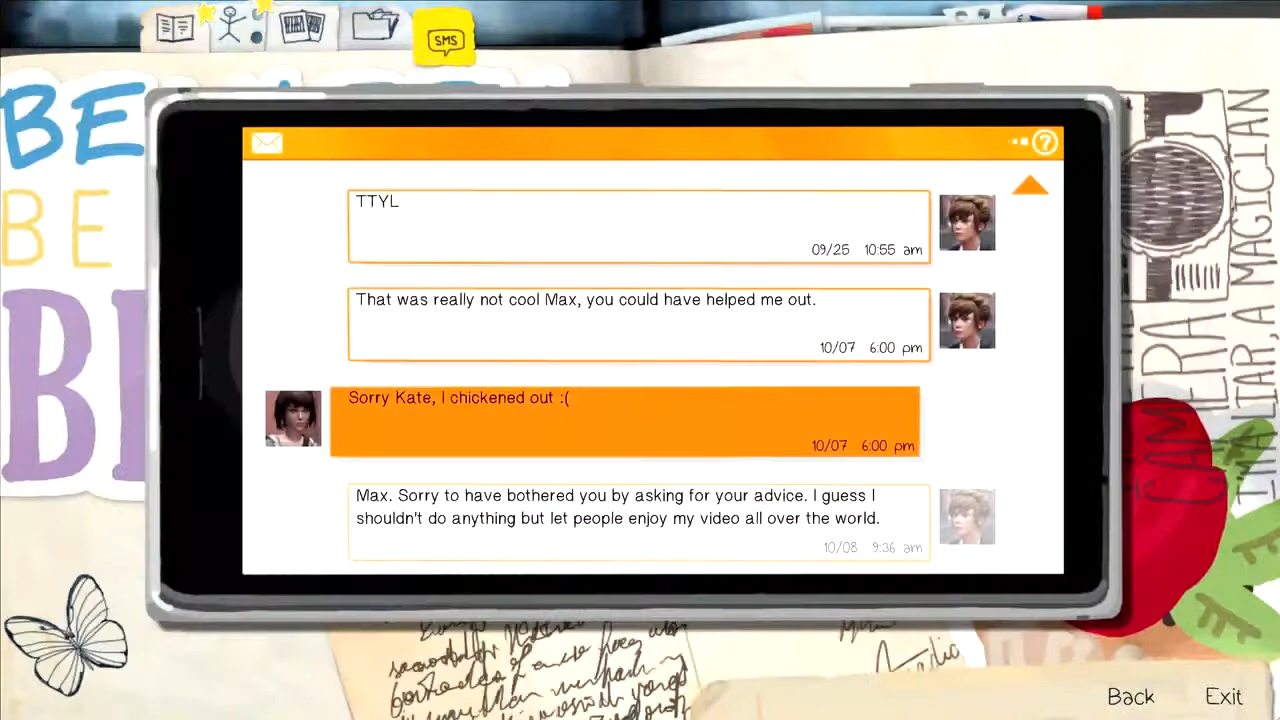 SMS
TTYL
09/25 10:55 am
That was really not cool Max, you could have helped me out.
10/07 6:00 pm
Sorry Kate, I chickened out :(
10/07 6:00 pm
Max. Sorry to have bothered you by asking for your advice. I guess I
shouldn't do anything but let people enjoy my video all over the world.
10/08 9:36 am
BE
BE
CAMERA
A MAGICIAN
Back
Exit